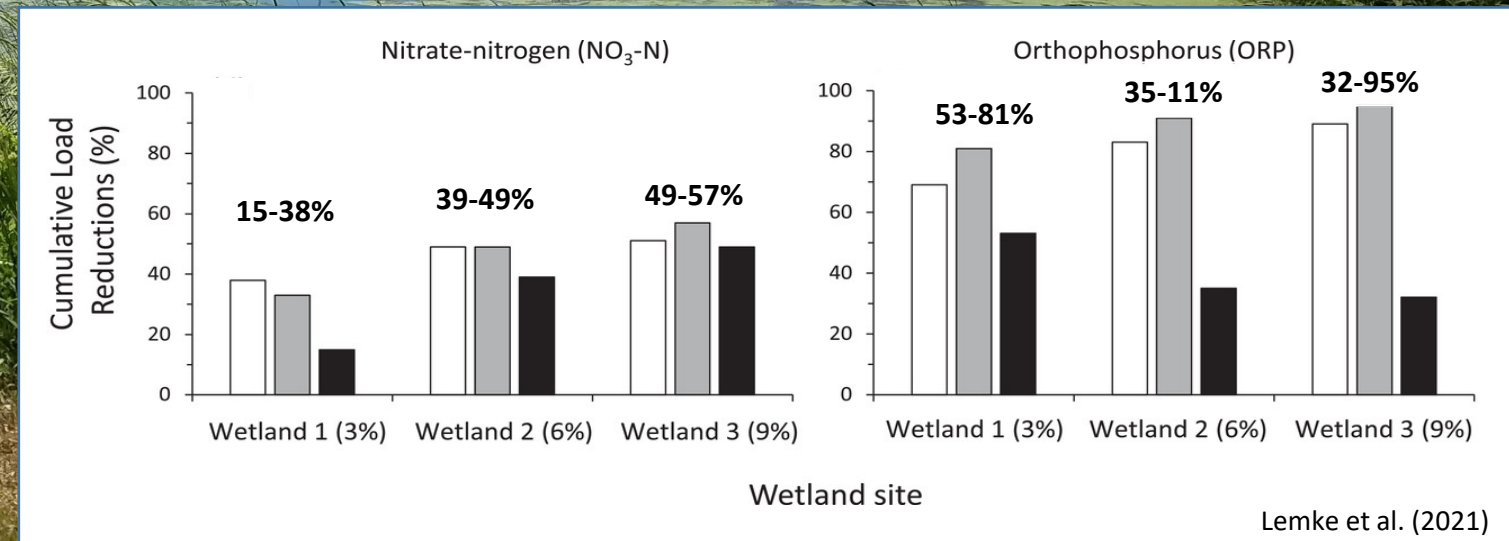 Nitrate-nitrogen (NO₃-N)
Cumulative Load
Reductions (%)
100
80
60
40
20
0
15-38%
39-49%
49-57%
Wetland 1 (3%)
Wetland 2 (6%)
Wetland 3 (9%)
Orthophosphorus (ORP)
100
80
60
40
20
0
53-81%
35-11%
32-95%
Wetland 1 (3%)
Wetland 2 (6%)
Wetland 3 (9%)
Wetland site
Lemke et al. (2021)